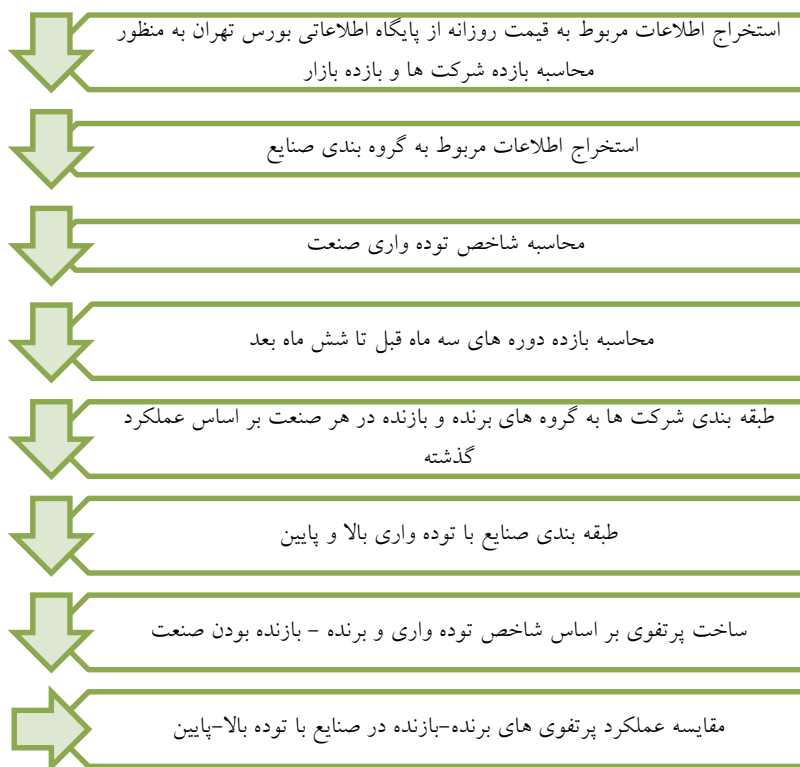 استخراج اطلاعات مربوط به قیمت روزانه از پایگاه اطلاعاتی بورس تهران به منظور
محاسبه بازده شرکت ها و بازده بازار
استخراج اطلاعات مربوط به گروه بندی صنایع
محاسبه شاخص توده واری صنعت
محاسبه بازده دوره های سه ماه قبل تا شش ماه بعد
طبقه بندی شرکت ها به گروه های برنده و بازنده در هر صنعت بر اساس عملکرد
گذشته
طبقه بندی صنایع با توده واری بالا و پایین
ساخت پرتفوی بر اساس شاخص توده واری و برنده - بازنده بودن صنعت
مقایسه عملکرد پرتفوی های برنده-بازنده در صنایع با توده بالا-پایین